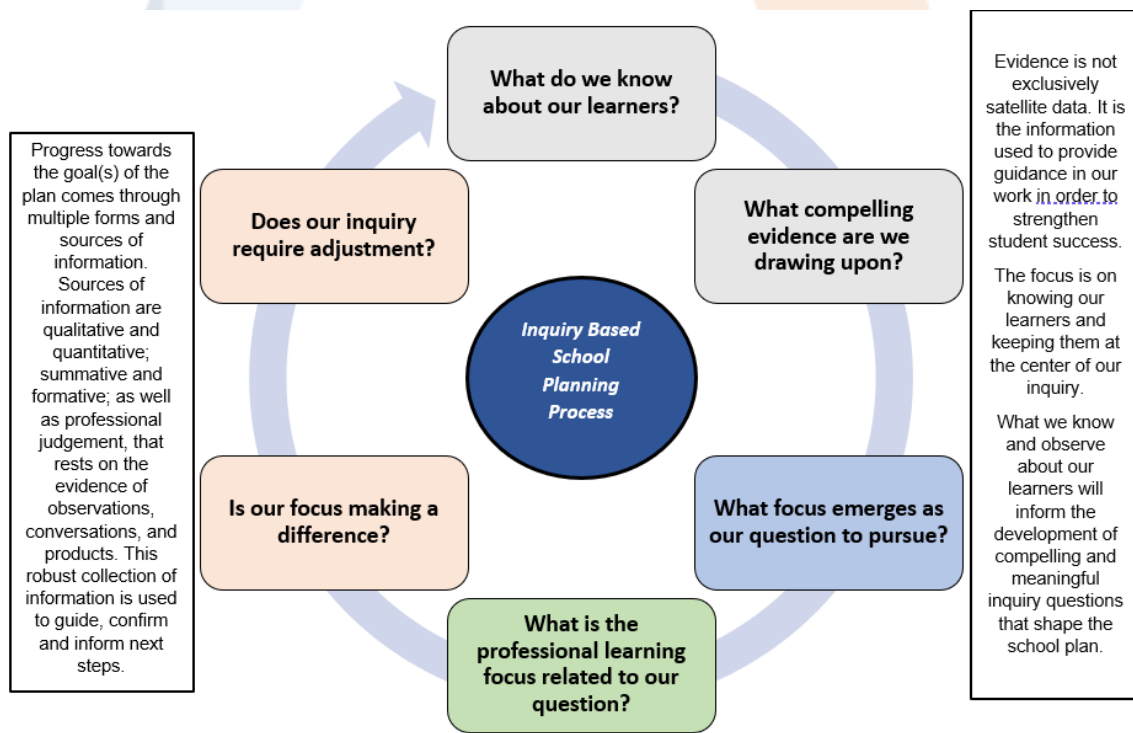 What do we know
about our learners?
What compelling
evidence are we
drawing upon?
What focus emerges as
our question to pursue?
What is the
professional learning
focus related to our
question?
Is our focus making a
difference?
Does our inquiry
require adjustment?
Inquiry Based
School
Planning
Process
Progress towards
the goal(s) of the
plan comes through
multiple forms and
sources of
information.
Sources of
information are
qualitative and
quantitative;
summative and
formative; as well
as professional
judgement, that
rests on the
evidence of
observations,
conversations, and
products. This
robust collection of
information is used
to guide, confirm
and inform next
steps.
Evidence is not
exclusively
satellite data. It is
the information
used to provide
guidance in our
work in order to
strengthen
student success.
The focus is on
knowing our
learners and
keeping them at
the center of our
inquiry.
What we know
and observe
about our
learners will
inform the
development of
compelling and
meaningful
inquiry questions
that shape the
school plan.